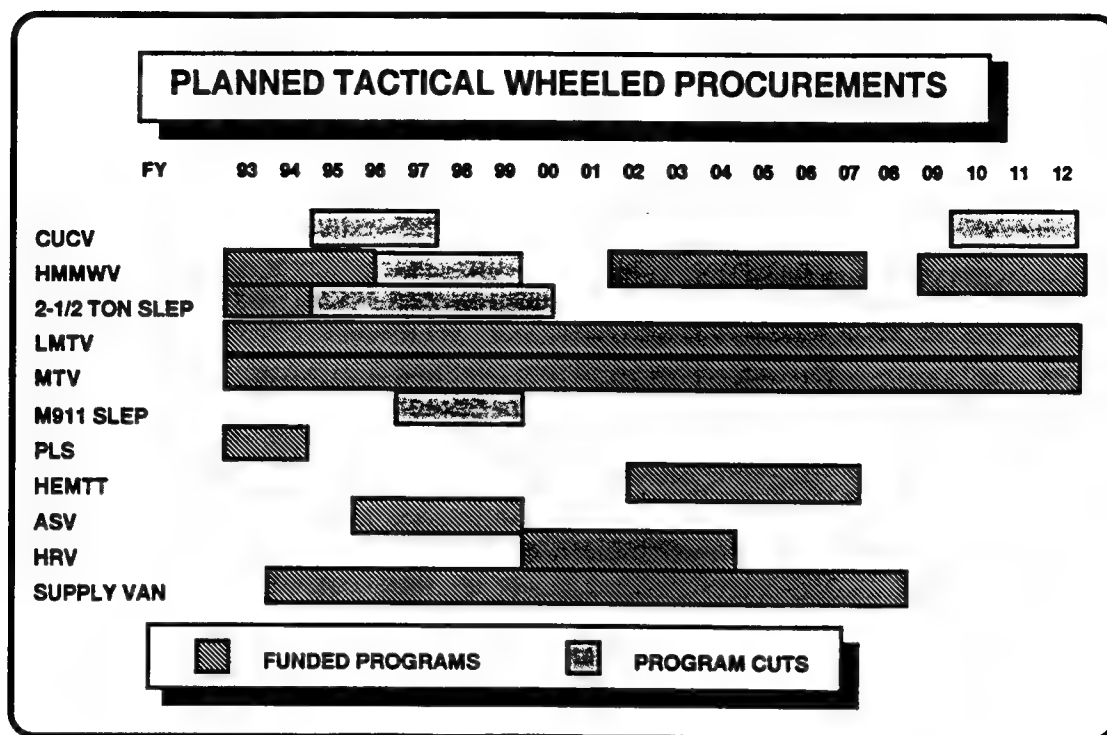 PLANNED TACTICAL WHEELED PROCUREMENTS
FY 93 94 95 96 97 98 99 00 01 02 03 04 05 06 07 08 09 10 11 12
CUCV
HMMWV
2-1/2 TON SLEP
LMTV
MTV
M911 SLEP
PLS
HEMTT
ASV
HRV
SUPPLY VAN
FUNDED PROGRAMS PROGRAM CUTS